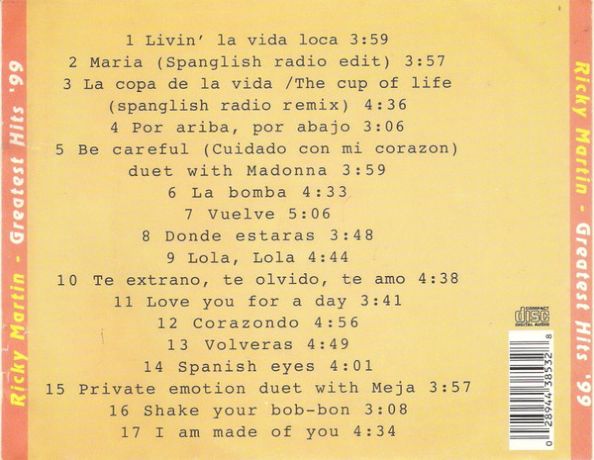 Ricky Martin - Greatest Hits '99
1 Livin' la vida loca 3:59
2 Maria (Spanglish radio edit) 3:57
3 La copa de la vida /The cup of life
(spanglish radio remix) 4:36
4 Por ariba, por abajo 3:06
5 Be careful (Cuidado con mi corazon)
duet with Madonna 3:59
6 La bomba 4:33
7 Vuelve 5:06
8 Donde estaras 3:48
9 Lola, Lola 4:44
10 Te extrano, te olvido, te amo 4:38
11 Love you for a day 3:41
12 Corazondo 4:56
13 Volveras 4:49
14 Spanish eyes 4:01
15 Private emotion duet with Meja 3:57
16 Shake your bob-bon 3:08
17 I am made of you 4:34
COMPACT
disc
DIGITAL AUDIO
0 28944 38532 8
Ricky Martin - Greatest Hits '99